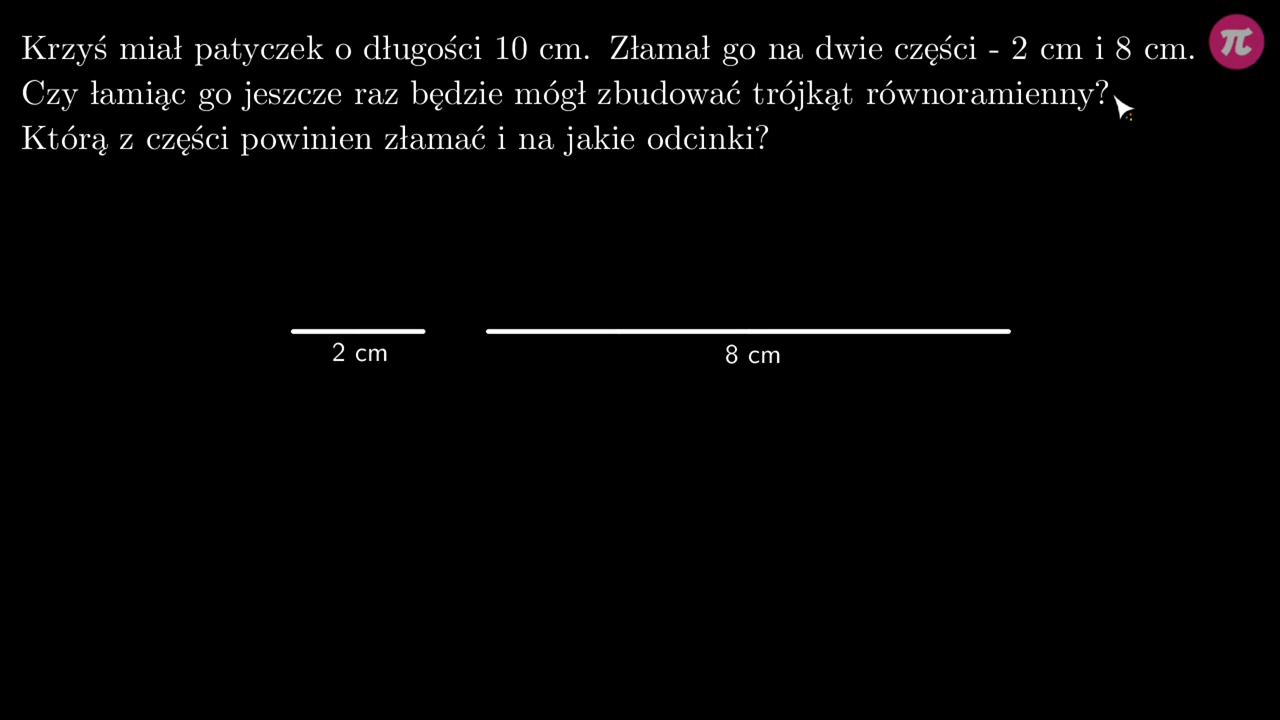 Krzyś miał patyczek o długości 10 cm. Złamał go na dwie części - 2 cm i 8 cm.
Czy łamiąc go jeszcze raz będzie mógł zbudować trójkąt równoramienny?
Którą z części powinien złamać i na jakie odcinki?
2 cm
8 cm
π